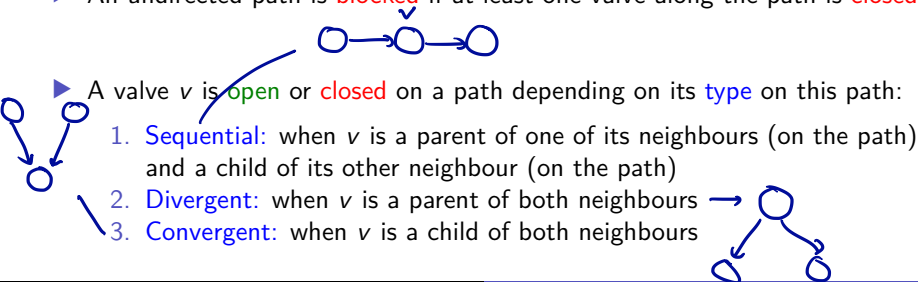 ▶ An undirected path is blocked if at least one valve along the path is closed
v
▶ A valve v is open or closed on a path depending on its type on this path:
1. Sequential: when v is a parent of one of its neighbours (on the path)
and a child of its other neighbour (on the path)
2. Divergent: when v is a parent of both neighbours
3. Convergent: when v is a child of both neighbours